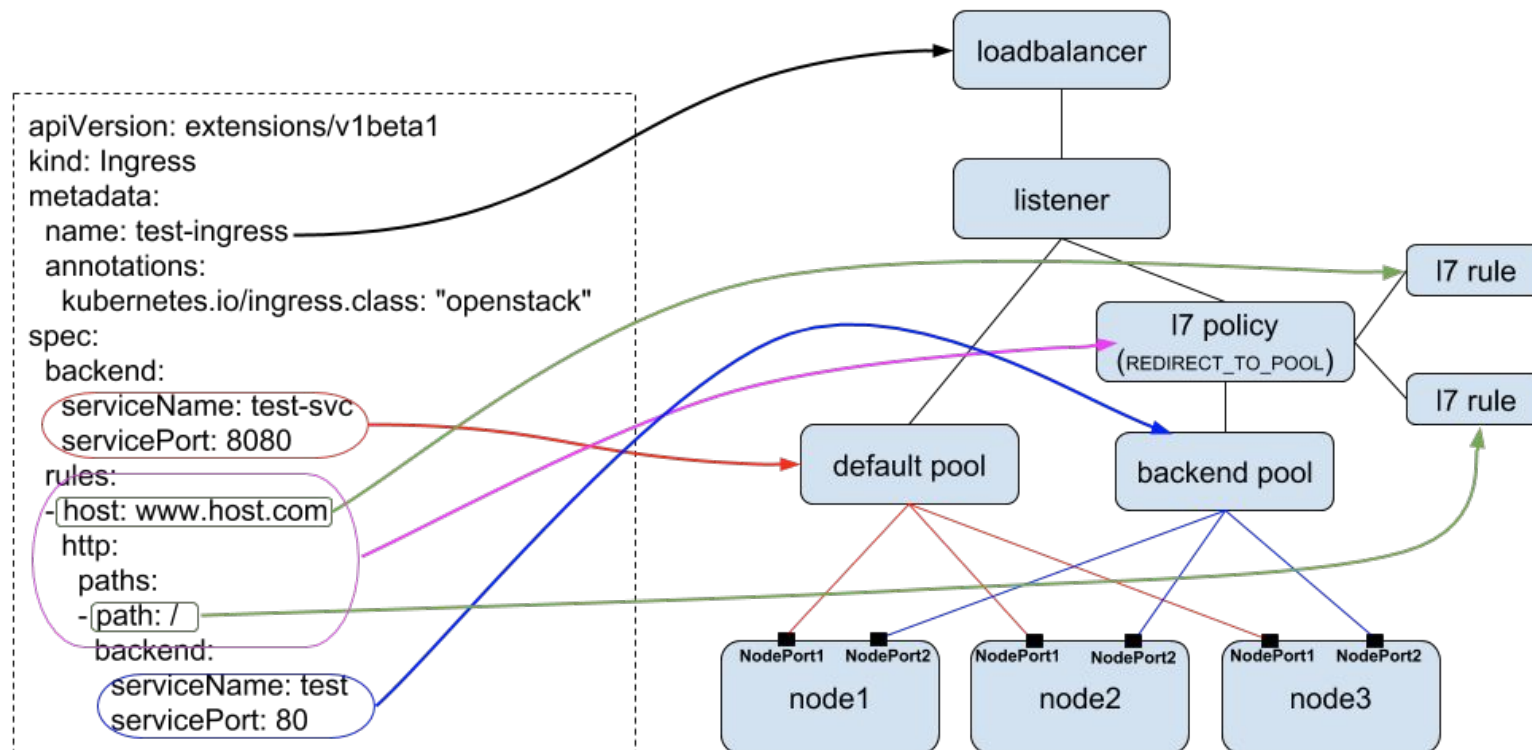 apiVersion: extensions/v1beta1
kind: Ingress
metadata:
name: test-ingress
annotations:
kubernetes.io/ingress.class: "openstack"
spec:
backend:
serviceName: test-svc
servicePort: 8080
rules:
- host: www.host.com
http:
paths:
- path: /
backend:
serviceName: test
servicePort: 80
loadbalancer
listener
l7 rule
l7 policy
(REDIRECT_TO_POOL)
l7 rule
default pool
backend pool
NodePort1
NodePort2
node1
NodePort1
NodePort2
node2
NodePort1
NodePort2
node3